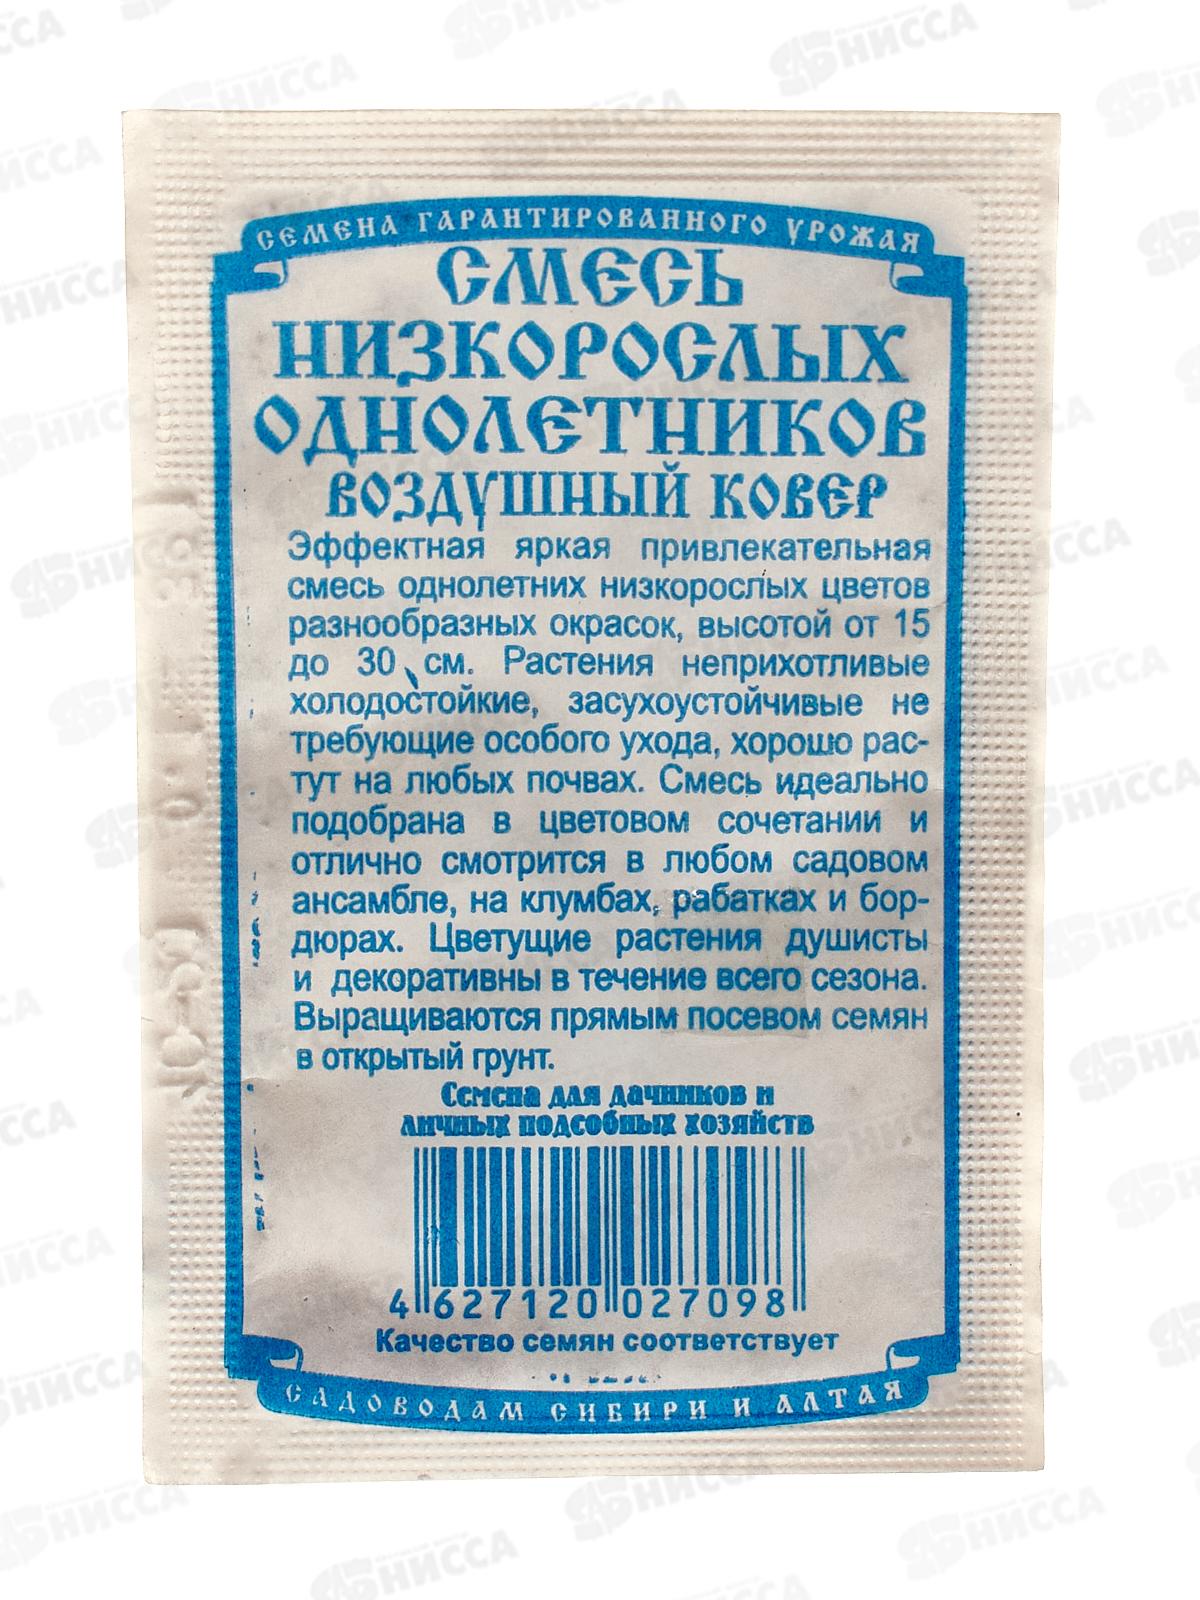 СЕМЕНА ГАРАНТИРОВАННОГО УРОЖАЯ
СМЕСЬ
НИЗКОРОСЛЫХ
ОДНОЛЕТНИКОВ
ВОЗДУШНЫЙ КОВЕР
Эффектная яркая привлекательная
смесь однолетних низкорослых цветов
разнообразных окрасок, высотой от 15
до 30 см. Растения неприхотливые
холодостойкие, засухоустойчивые не
требующие особого ухода, хорошо рас-
тут на любых почвах. Смесь идеально
подобрана в цветовом сочетании и
отлично смотрится в любом садовом
ансамбле, на клумбах, рабатках и бор-
дюрах. Цветущие растения душисты
и декоративны в течение всего сезона.
Выращиваются прямым посевом семян
в открытый грунт.
Семена для дачников и
личных подсобных хозяйств
4 627120 027098
Качество семян соответствует
САДОВОДАМ СИБИРИ И АЛТАЯ
НИССА